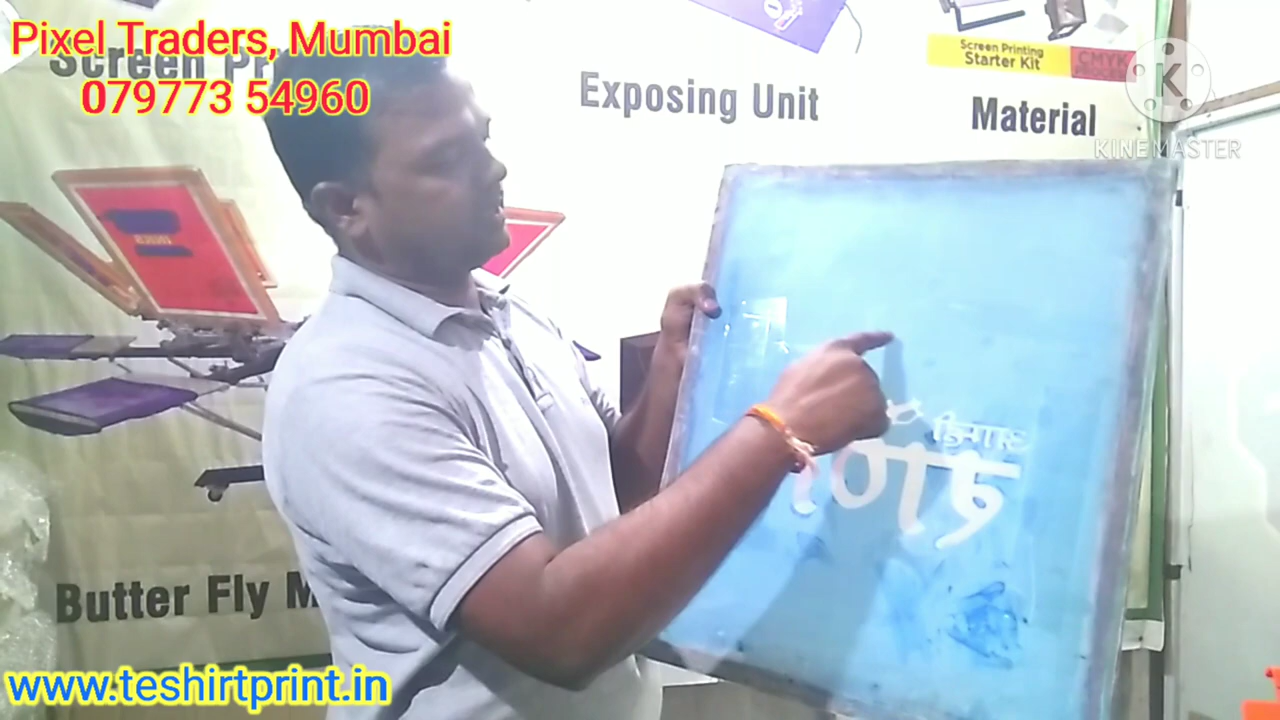 Pixel Traders, Mumbai
079773 54960
Screen Pr
Exposing Unit
Screen Printing
Starter Kit
CMYK
Material
K
KINEMASTER
Butter Fly M
www.teshirtprint.in